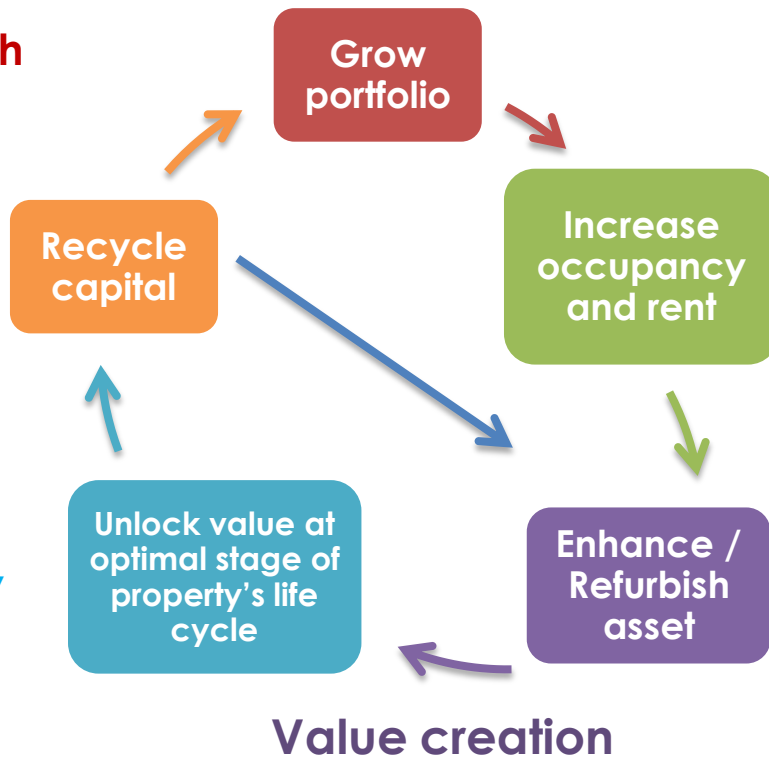 Grow
portfolio
Increase
occupancy
and rent
Recycle
capital
Enhance /
Refurbish
asset
Unlock value at
optimal stage of
property’s life
cycle
Value creation